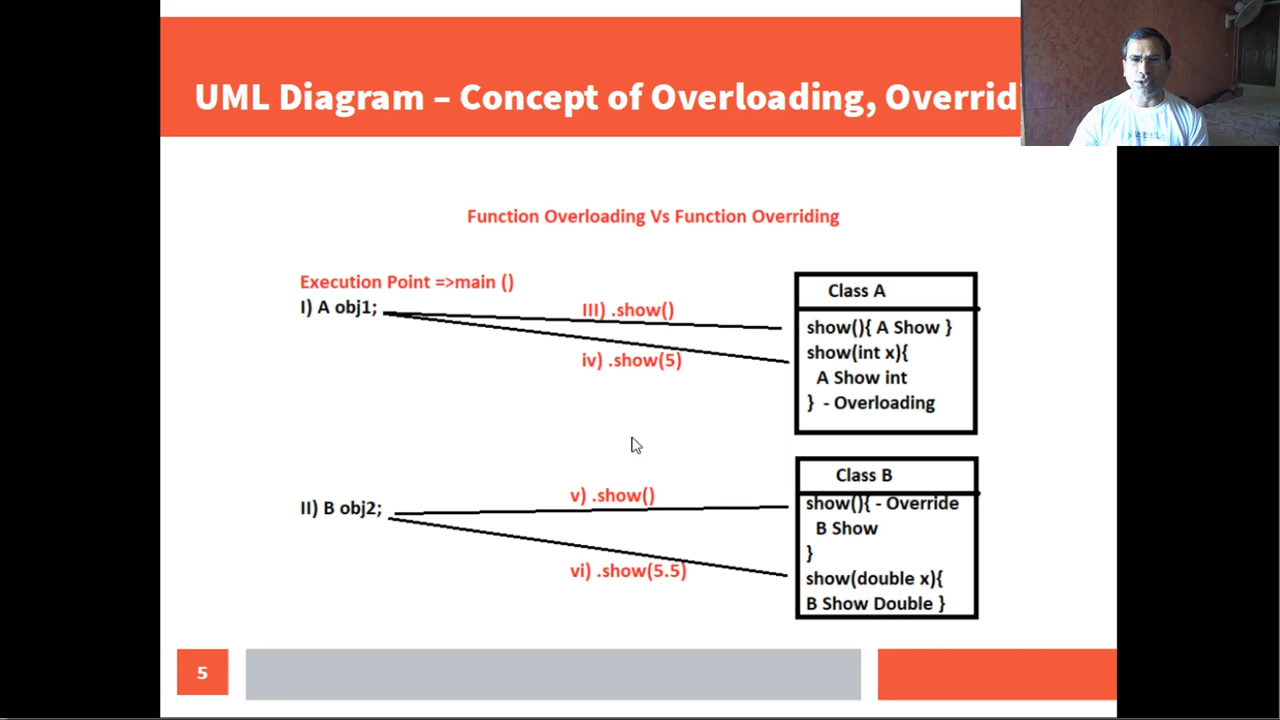 UML Diagram – Concept of Overloading, Overrid
Function Overloading Vs Function Overriding
Execution Point =>main ()
I) A obj1;
III) .show()
iv) .show(5)
Class A
show(){ A Show }
show(int x){
A Show int
} - Overloading
II) B obj2;
v) .show()
vi) .show(5.5)
Class B
show(){ - Override
B Show
}
show(double x){
B Show Double }
5